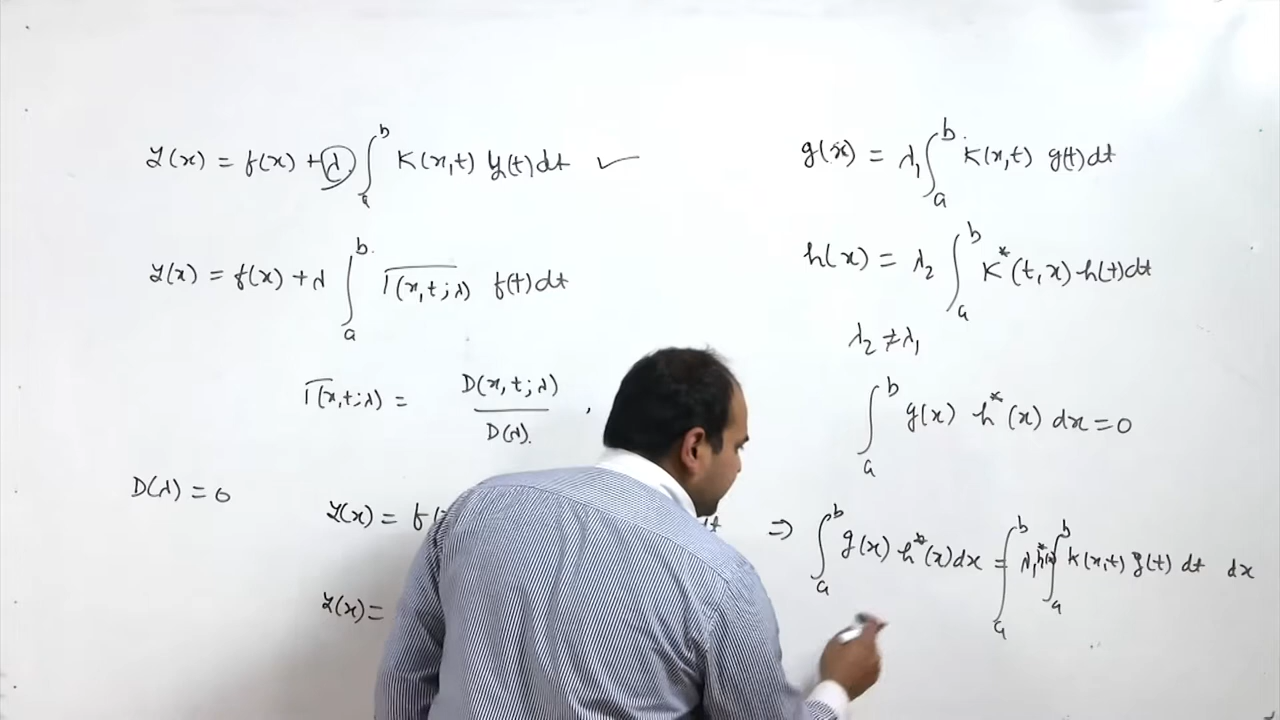 y(x) = f(x) + λ ∫_a^b K(x,t) y(t)dt ✓
y(x) = f(x) + λ ∫_a^b Γ(x,t;λ) f(t)dt
Γ(x,t;λ) = D(x,t;λ) / D(λ).
D(λ) = 0
y(x) = f(
y(x) =
g(x) = λ₁ ∫_a^b K(x,t) g(t)dt
h(x) = λ₂ ∫_a^b K*(t,x) h(t)dt
λ₂ ≠ λ₁
∫_a^b g(x) h*(x) dx = 0
⇒ ∫_a^b g(x) h*(x)dx = ∫_a^b λ₁h*(x) ∫_a^b K(x,t) g(t) dt dx